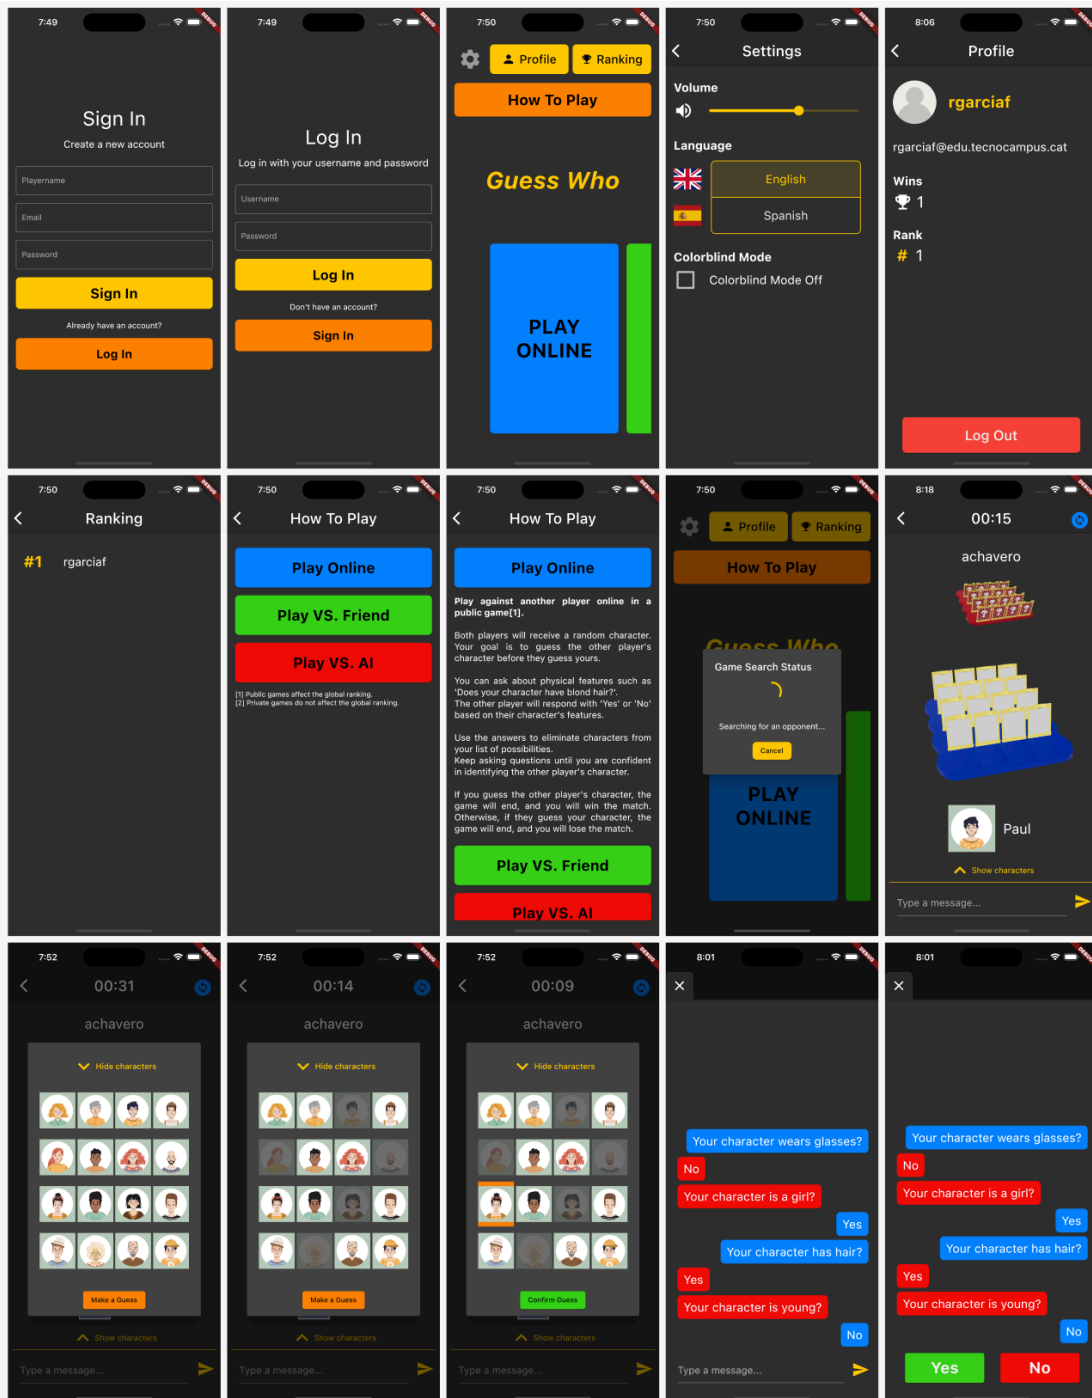 7:49
DEBUG
Sign In
Create a new account
Playername
Email
Password
Sign In
Already have an account?
Log In
7:49
DEBUG
Log In
Log in with your username and password
Username
Password
Log In
Don't have an account?
Sign In
7:50
DEBUG
Profile
Ranking
How To Play
Guess Who
PLAY
ONLINE
7:50
DEBUG
Settings
Volume
Language
English
Spanish
Colorblind Mode
Colorblind Mode Off
8:06
DEBUG
Profile
rgarciaf
rgarciaf@edu.tecnocampus.cat
Wins
1
Rank
# 1
Log Out
7:50
DEBUG
Ranking
#1 rgarciaf
7:50
DEBUG
How To Play
Play Online
Play VS. Friend
Play VS. AI
[1] Public games affect the global ranking.
[2] Private games do not affect the global ranking.
7:50
DEBUG
How To Play
Play Online
Play against another player online in a
public game[1].
Both players will receive a random character.
Your goal is to guess the other player's
character before they guess yours.
You can ask about physical features such as
'Does your character have blond hair?'.
The other player will respond with 'Yes' or 'No'
based on their character's features.
Use the answers to eliminate characters from
your list of possibilities.
Keep asking questions until you are confident
in identifying the other player's character.
If you guess the other player's character, the
game will end, and you will win the match.
Otherwise, if they guess your character, the
game will end, and you will lose the match.
Play VS. Friend
Play VS. AI
7:50
DEBUG
Profile
Ranking
How To Play
Guess Who
Game Search Status
Searching for an opponent...
Cancel
PLAY
ONLINE
8:18
DEBUG
00:15
achavero
Paul
Show characters
Type a message...
7:52
DEBUG
00:31
achavero
Hide characters
Make a Guess
Show characters
Type a message...
7:52
DEBUG
00:14
achavero
Hide characters
Make a Guess
Show characters
Type a message...
7:52
DEBUG
00:09
achavero
Hide characters
Confirm Guess
Show characters
Type a message...
8:01
DEBUG
Your character wears glasses?
No
Your character is a girl?
Yes
Your character has hair?
Yes
Your character is young?
No
Type a message...
8:01
DEBUG
Your character wears glasses?
No
Your character is a girl?
Yes
Your character has hair?
Yes
Your character is young?
No
Yes
No